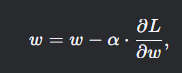 w = w − α · ∂L/∂w,